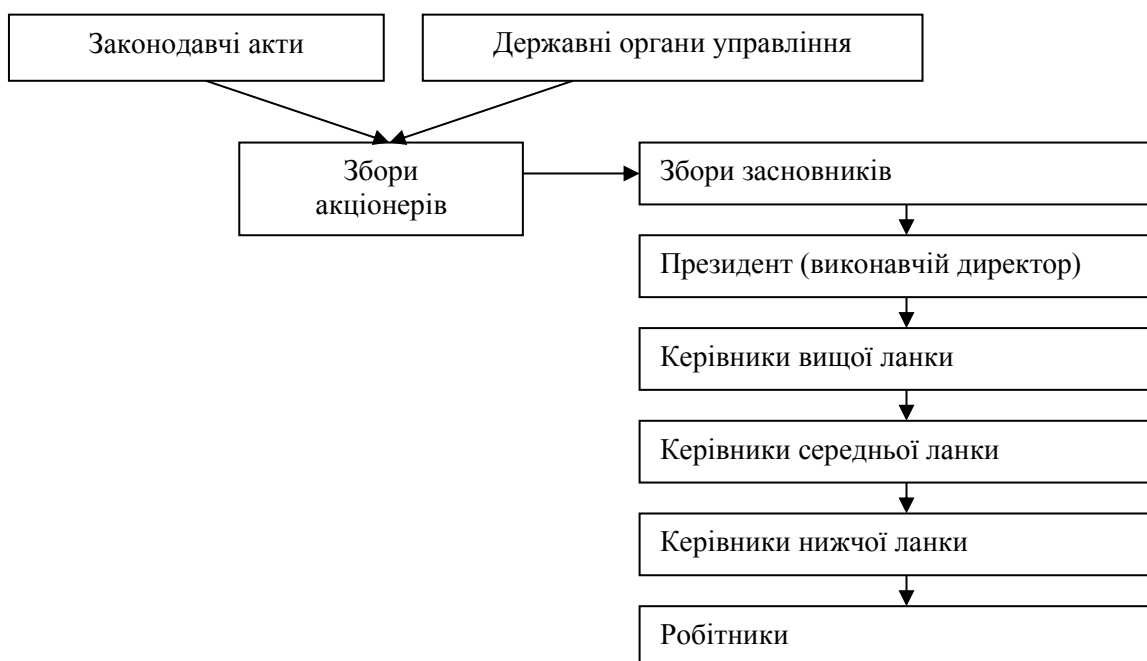 Законодавчі акти
Державні органи управління
Збори
акціонерів
Збори засновників
Президент (виконавчій директор)
Керівники вищої ланки
Керівники середньої ланки
Керівники нижчої ланки
Робітники